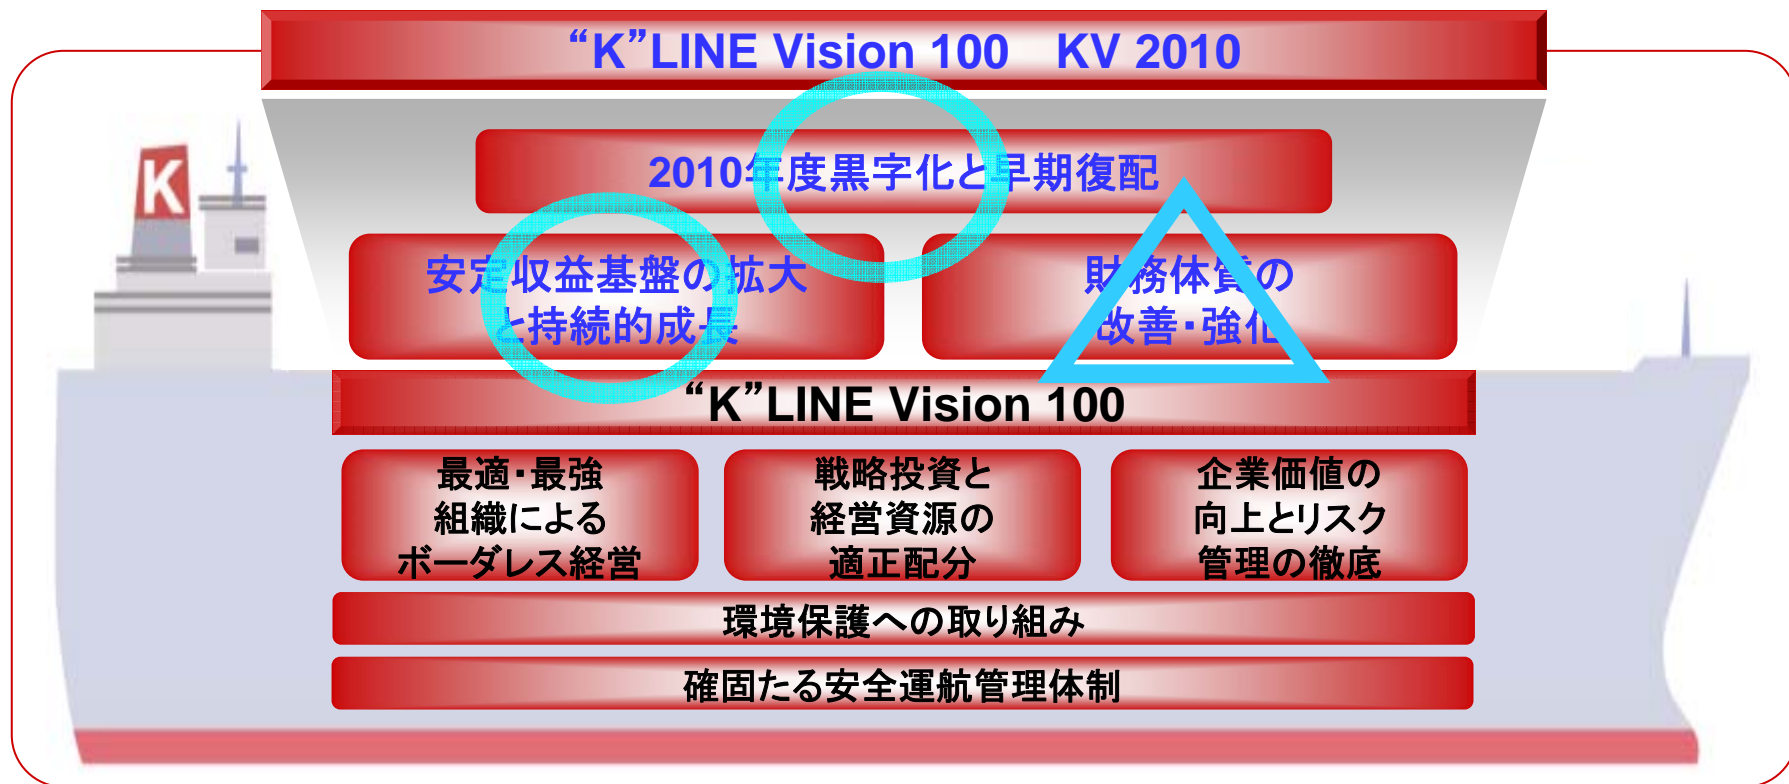 “K”LINE Vision 100　KV 2010
K
2010年度黒字化と早期復配
安定収益基盤の拡大
と持続的成長
財務体質の
改善・強化
“K”LINE Vision 100
最適・最強
組織による
ボーダレス経営
戦略投資と
経営資源の
適正配分
企業価値の
向上とリスク
管理の徹底
環境保護への取り組み
確固たる安全運航管理体制